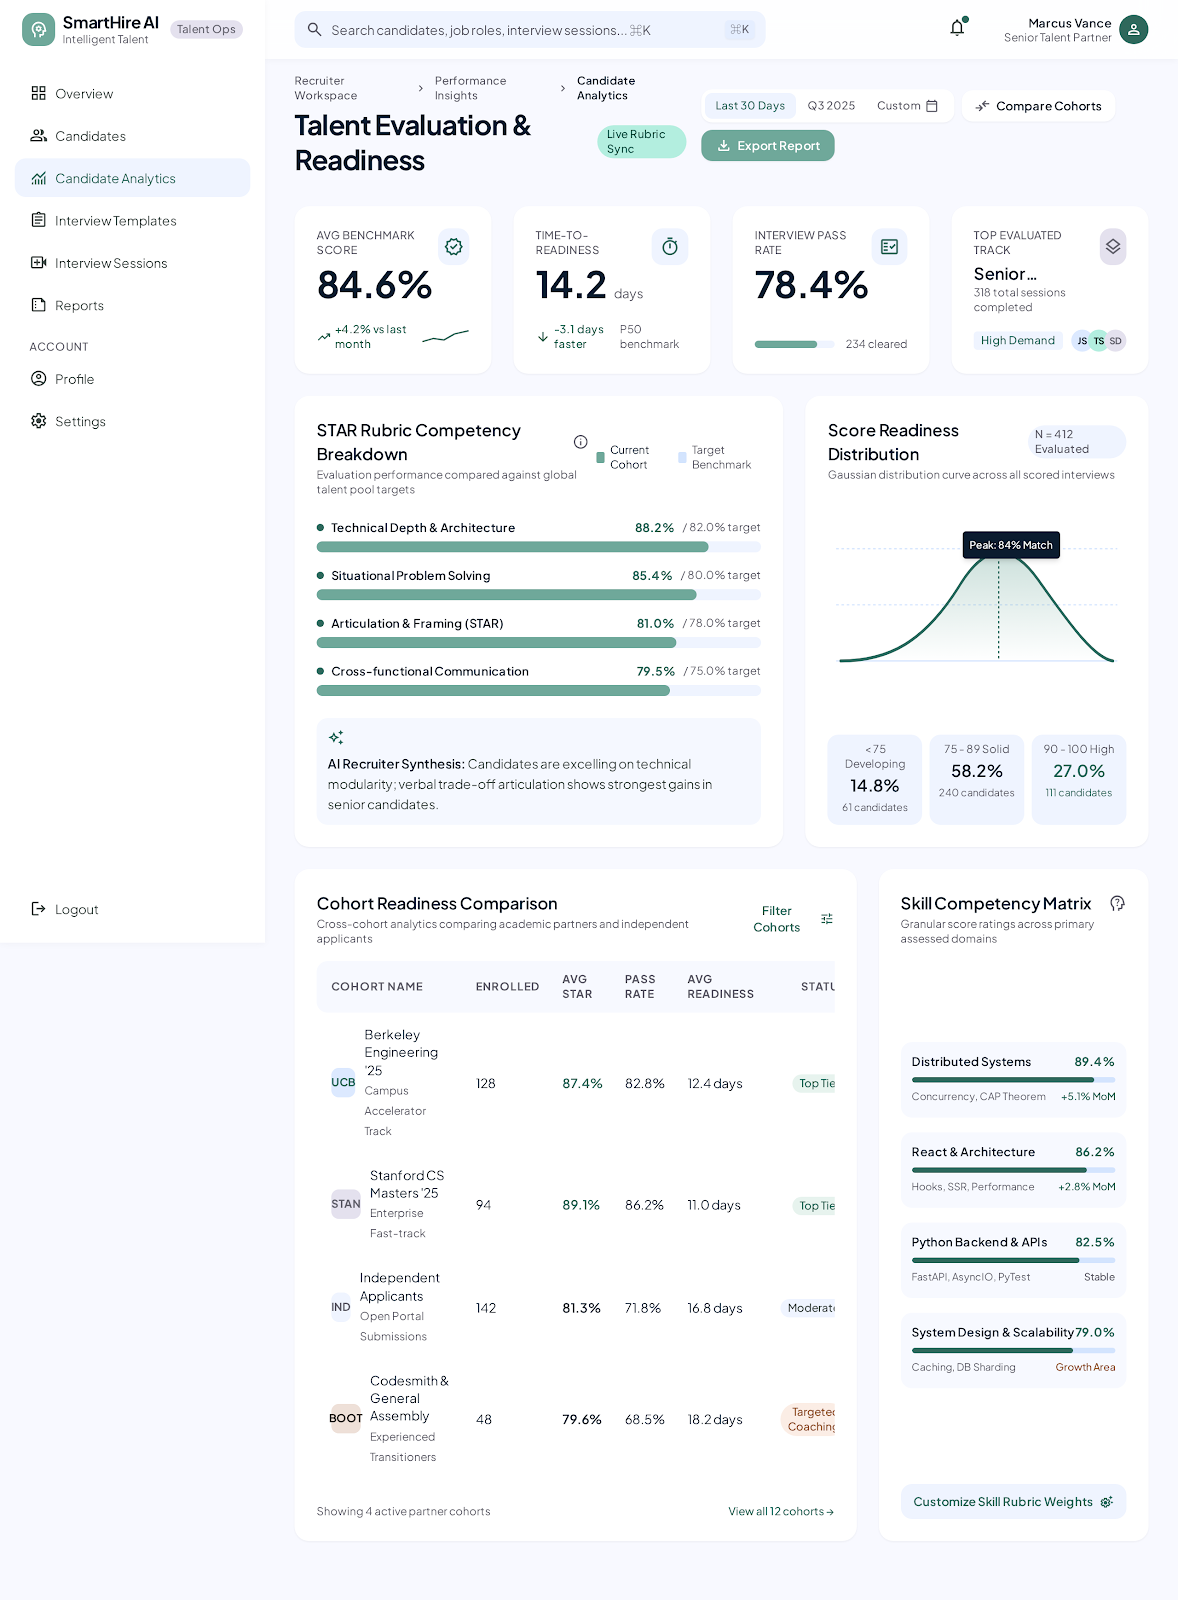 SmartHire AI
Intelligent Talent
Talent Ops
Search candidates, job roles, interview sessions... ⌘K
⌘K
Marcus Vance
Senior Talent Partner
Overview
Candidates
Candidate Analytics
Interview Templates
Interview Sessions
Reports
ACCOUNT
Profile
Settings
Logout
Recruiter
Workspace
Performance
Insights
Candidate
Analytics
Talent Evaluation &
Readiness
Live Rubric
Sync
Last 30 Days
Q3 2025
Custom
Compare Cohorts
Export Report
AVG BENCHMARK
SCORE
84.6%
+4.2% vs last
month
TIME-TO-
READINESS
14.2 days
-3.1 days
faster
P50
benchmark
INTERVIEW PASS
RATE
78.4%
234 cleared
TOP EVALUATED
TRACK
Senior...
318 total sessions
completed
High Demand
JS
TS
SD
STAR Rubric Competency
Breakdown
Evaluation performance compared against global
talent pool targets
Current
Cohort
Target
Benchmark
Technical Depth & Architecture 88.2% / 82.0% target
Situational Problem Solving 85.4% / 80.0% target
Articulation & Framing (STAR) 81.0% / 78.0% target
Cross-functional Communication 79.5% / 75.0% target
AI Recruiter Synthesis: Candidates are excelling on technical
modularity; verbal trade-off articulation shows strongest gains in
senior candidates.
Score Readiness
Distribution
N = 412
Evaluated
Gaussian distribution curve across all scored interviews
Peak: 84% Match
< 75
Developing
14.8%
61 candidates
75 - 89 Solid
58.2%
240 candidates
90 - 100 High
27.0%
111 candidates
Cohort Readiness Comparison
Cross-cohort analytics comparing academic partners and independent
applicants
Filter
Cohorts
COHORT NAME
ENROLLED
AVG
STAR
PASS
RATE
AVG
READINESS
STATU
UCB
Berkeley
Engineering
'25
Campus
Accelerator
Track
128
87.4%
82.8%
12.4 days
Top Tie
STAN
Stanford CS
Masters '25
Enterprise
Fast-track
94
89.1%
86.2%
11.0 days
Top Tie
IND
Independent
Applicants
Open Portal
Submissions
142
81.3%
71.8%
16.8 days
Moderate
BOOT
Codesmith &
General
Assembly
Experienced
Transitioners
48
79.6%
68.5%
18.2 days
Targeted
Coaching
Showing 4 active partner cohorts
View all 12 cohorts →
Skill Competency Matrix
Granular score ratings across primary
assessed domains
Distributed Systems 89.4%
Concurrency, CAP Theorem +5.1% MoM
React & Architecture 86.2%
Hooks, SSR, Performance +2.8% MoM
Python Backend & APIs 82.5%
FastAPI, AsyncIO, PyTest Stable
System Design & Scalability 79.0%
Caching, DB Sharding Growth Area
Customize Skill Rubric Weights